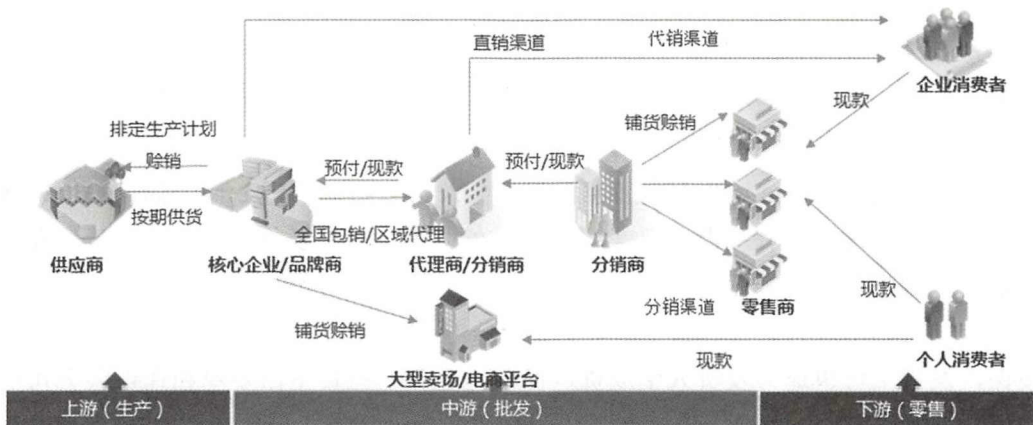 直销渠道
代销渠道
企业消费者
现款
排定生产计划
赊销
预付/现款
预付/现款
铺货赊销
按期供货
全国包销/区域代理
供应商
核心企业/品牌商
代理商/分销商
分销商
分销渠道
零售商
现款
铺货赊销
个人消费者
现款
大型卖场/电商平台
上游（生产）
中游（批发）
下游（零售）